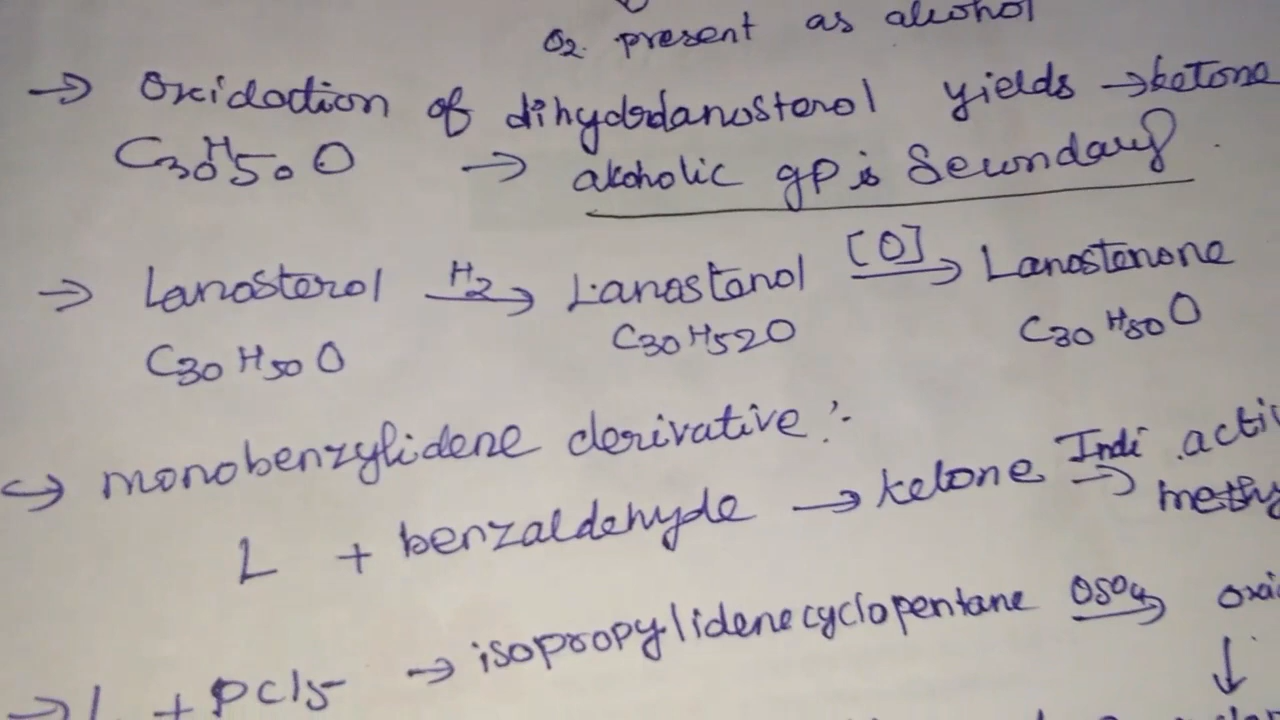 O2 present as alcohol
→ Oxidaction of dihydrolanosterol yields → ketone
C30H50O → alcoholic gp is Secondary.
→ Lanosterol H2→ Lanostanol [O]→ Lanostenone
C30H50O C30H52O C30H50O
→ monobenzylidene derivative :-
L + benzaldehyde → ketone Indi→ acti
methy
→ L + PCl5 → isopropylidenecyclopentane OsO4→ oxi
↓